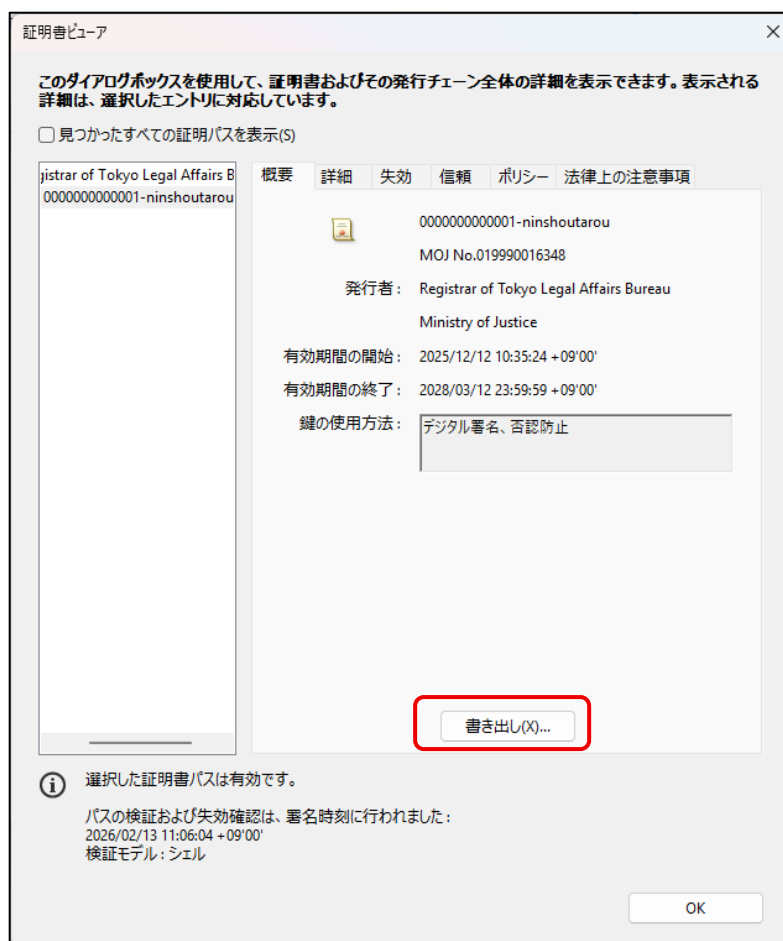 証明書ビューア
このダイアログボックスを使用して、証明書およびその発行チェーン全体の詳細を表示できます。表示される
詳細は、選択したエントリに対応しています。
見つかったすべての証明パスを表示(S)
istrar of Tokyo Legal Affairs B
0000000000001-ninshoutarou
概要 詳細 失効 信頼 ポリシー 法律上の注意事項
0000000000001-ninshoutarou
MOJ No.019990016348
発行者： Registrar of Tokyo Legal Affairs Bureau
Ministry of Justice
有効期間の開始： 2025/12/12 10:35:24 +09'00'
有効期間の終了： 2028/03/12 23:59:59 +09'00'
鍵の使用方法： デジタル署名、否認防止
書き出し(X)...
選択した証明書パスは有効です。
パスの検証および失効確認は、署名時刻に行われました：
2026/02/13 11:06:04 +09'00'
検証モデル：シェル
OK